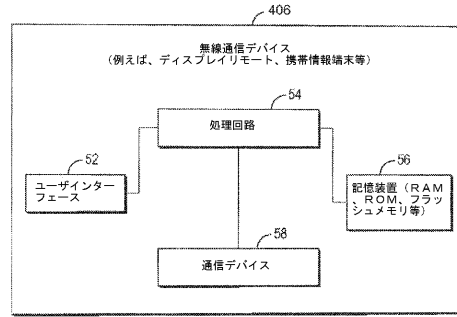 406
無線通信デバイス
(例えば、ディスプレイリモート、携帯情報端末等)
54
処理回路
52
ユーザインター
フェース
56
記憶装置(RAM
、ROM、フラッ
シュメモリ等)
58
通信デバイス